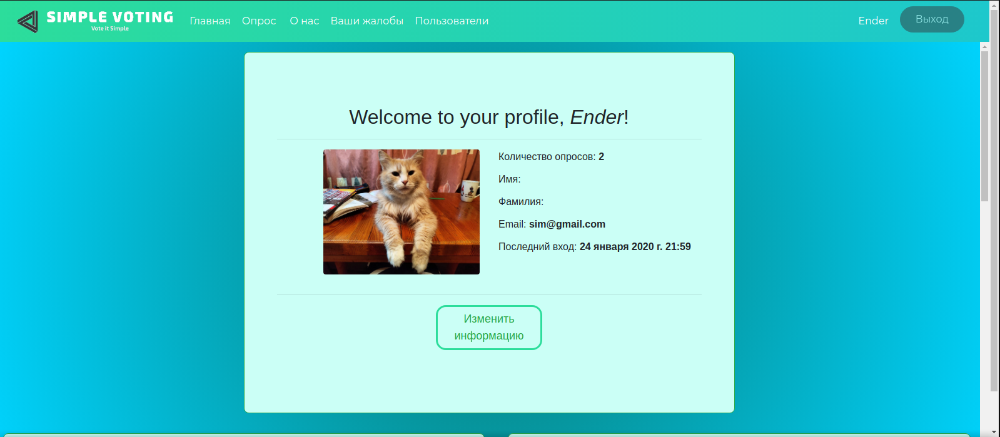 SIMPLE VOTING
Vote it Simple
Главная Опрос О нас Ваши жалобы Пользователи
Ender Выход
Welcome to your profile, Ender!
Количество опросов: 2
Имя:
Фамилия:
Email: sim@gmail.com
Последний вход: 24 января 2020 г. 21:59
Изменить
информацию